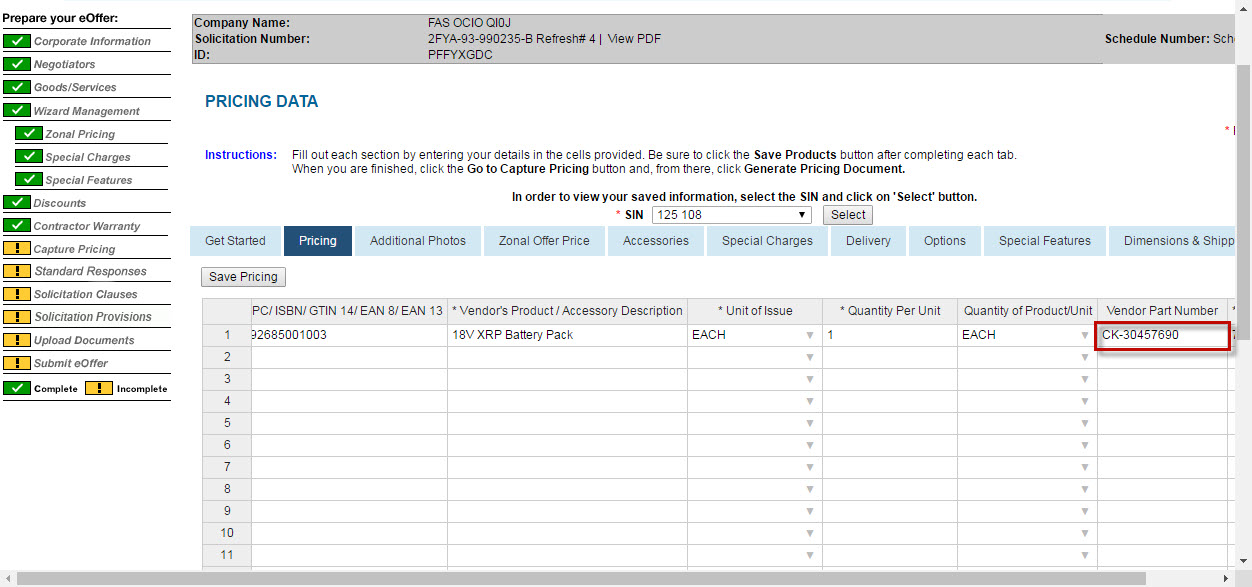 Prepare your eOffer:
Corporate Information
Negotiators
Goods/Services
Wizard Management
Zonal Pricing
Special Charges
Special Features
Discounts
Contractor Warranty
Capture Pricing
Standard Responses
Solicitation Clauses
Solicitation Provisions
Upload Documents
Submit eOffer
Complete Incomplete
Company Name: FAS OCIO QI0J
Solicitation Number: 2FYA-93-990235-B Refresh# 4 | View PDF Schedule Number: Sch
ID: PFFYXGDC
PRICING DATA
*
Instructions: Fill out each section by entering your details in the cells provided. Be sure to click the Save Products button after completing each tab.
When you are finished, click the Go to Capture Pricing button and, from there, click Generate Pricing Document.
In order to view your saved information, select the SIN and click on 'Select' button.
* SIN 125 108 Select
Get Started Pricing Additional Photos Zonal Offer Price Accessories Special Charges Delivery Options Special Features Dimensions & Shipp
Save Pricing
PC/ ISBN/ GTIN 14/ EAN 8/ EAN 13 * Vendor's Product / Accessory Description * Unit of Issue * Quantity Per Unit Quantity of Product/Unit Vendor Part Number *
1 92685001003 18V XRP Battery Pack EACH 1 EACH CK-30457690
2
3
4
5
6
7
8
9
10
11